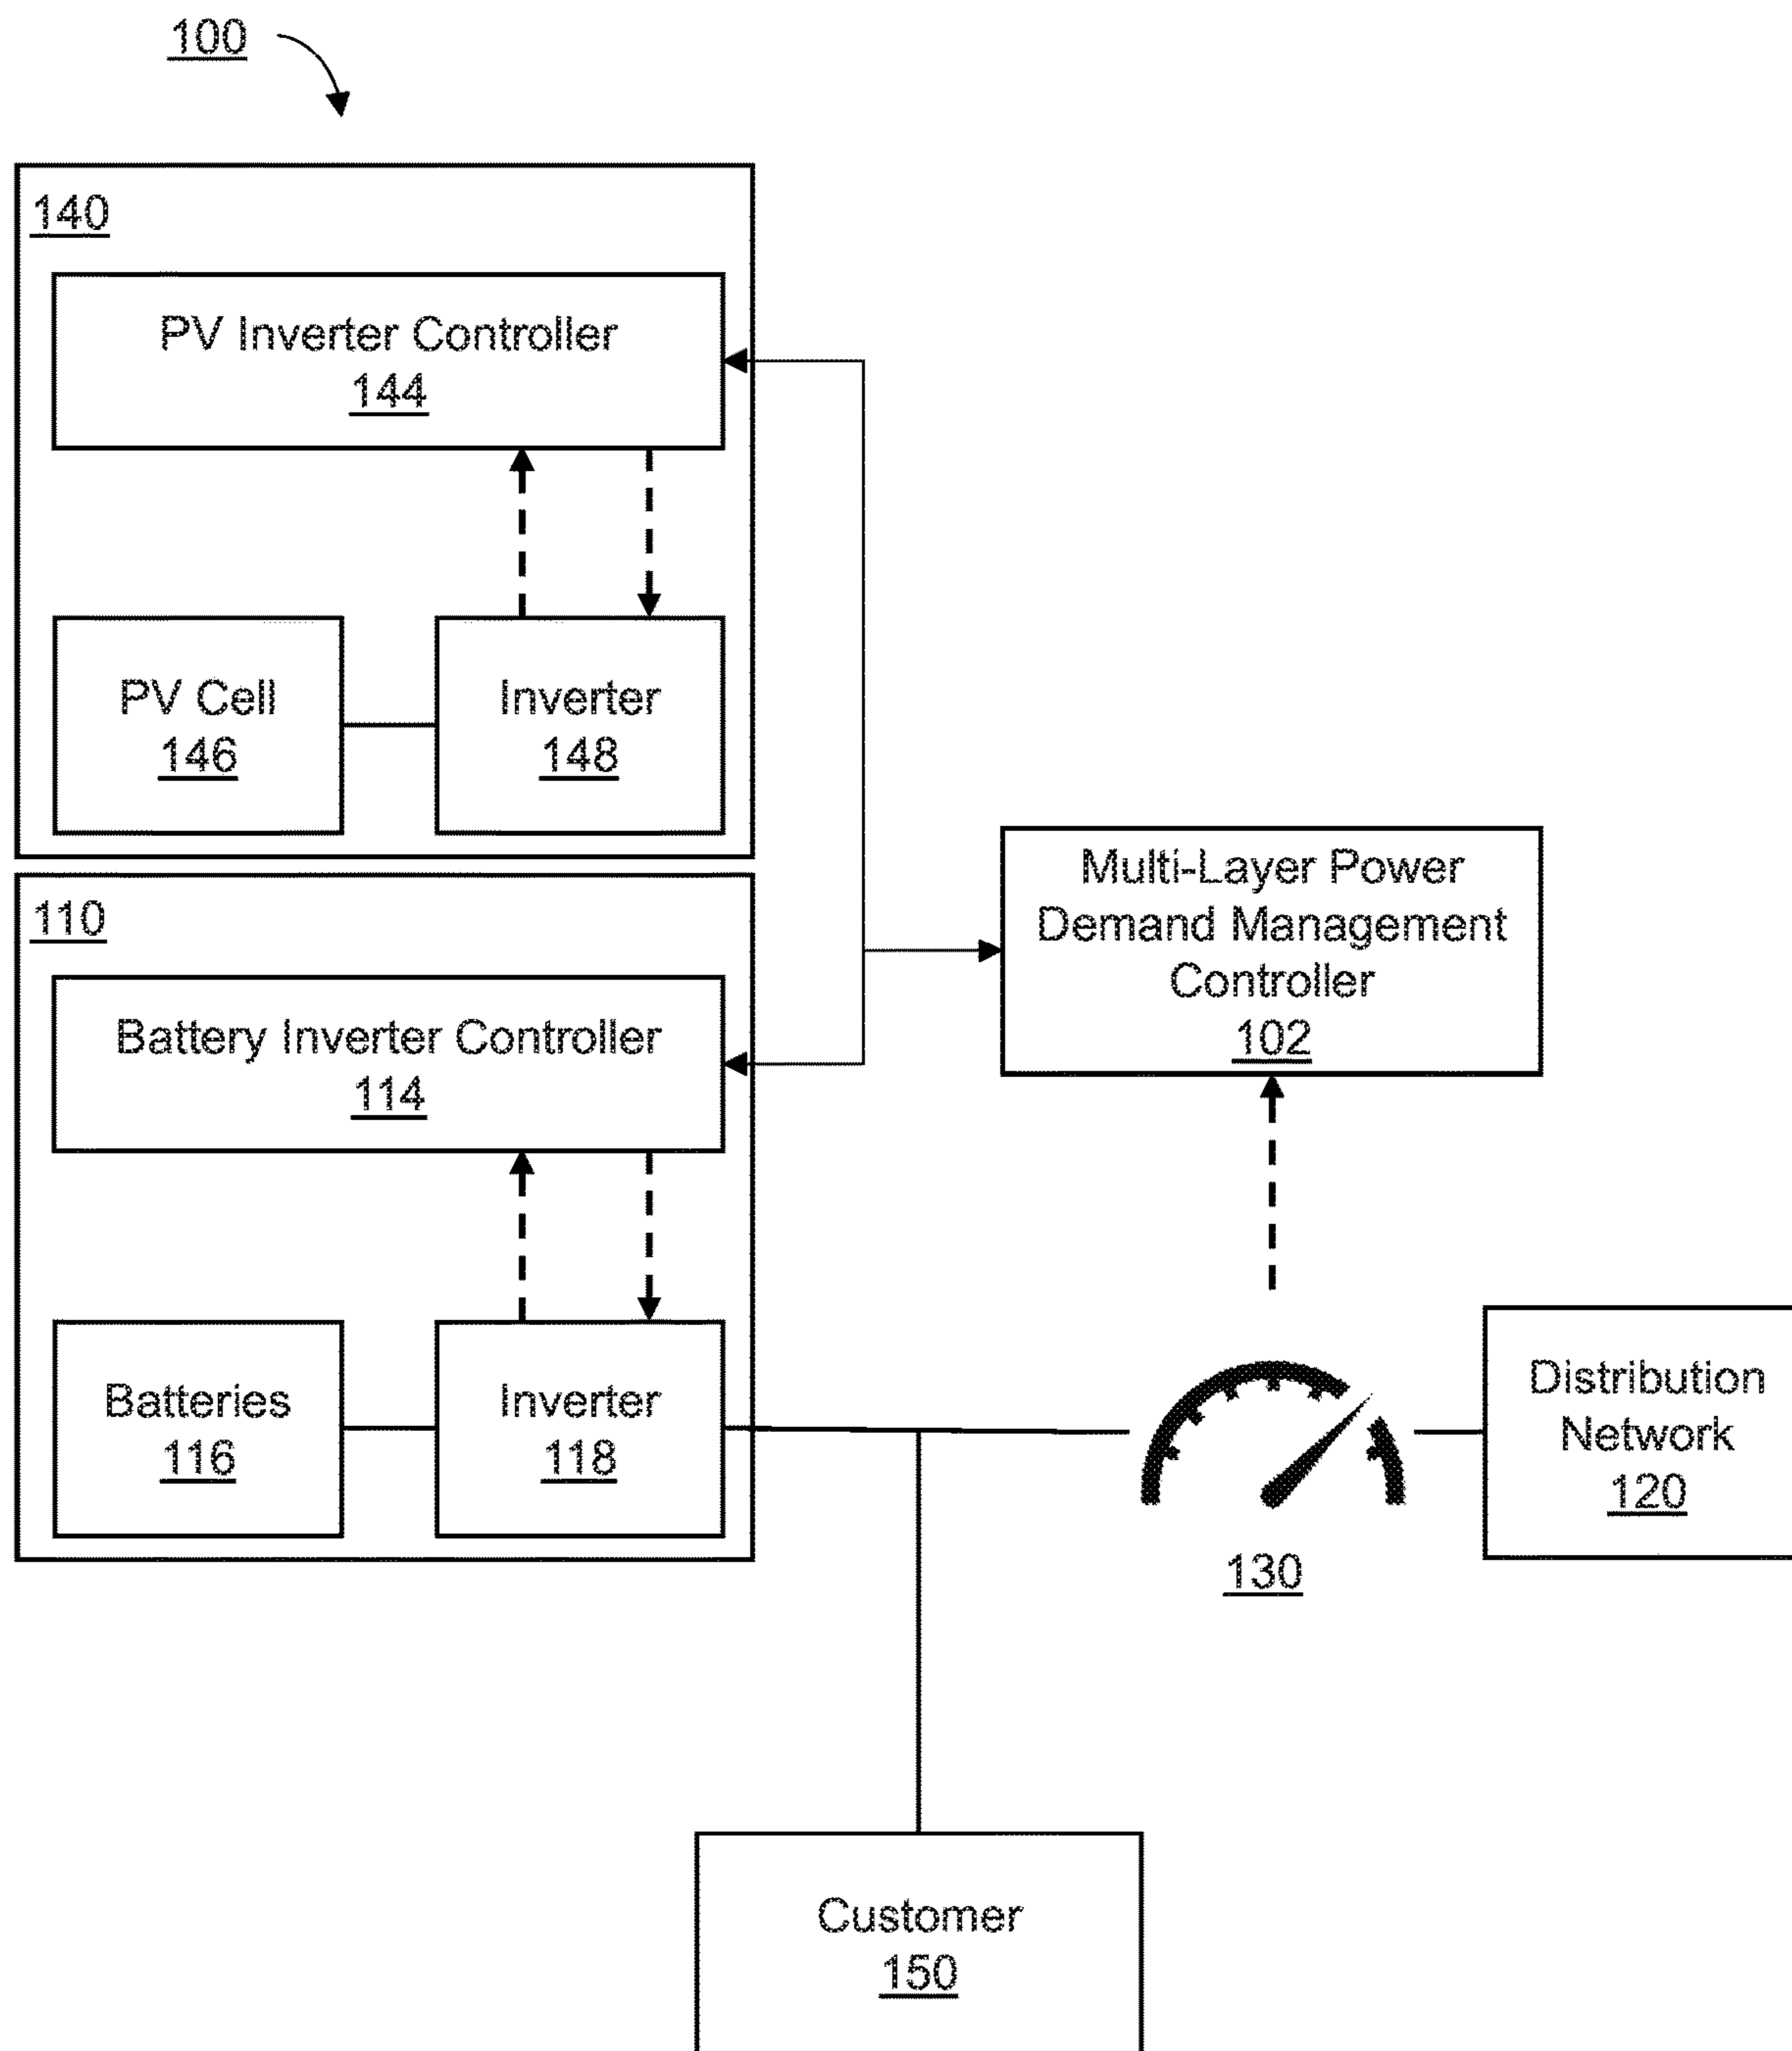 100
140
PV Inverter Controller
144
PV Cell
146
Inverter
148
Multi-Layer Power
Demand Management
Controller
102
110
Battery Inverter Controller
114
Batteries
116
Inverter
118
130
Distribution
Network
120
Customer
150